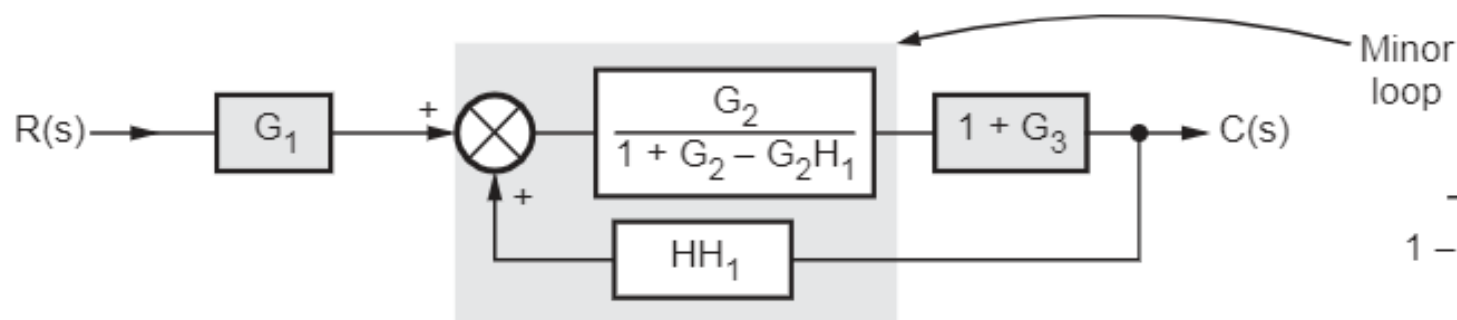 Minor
loop
R(s)
G₁
+
+
G₂
1 + G₂ – G₂H₁
1 + G₃
C(s)
HH₁
1 –